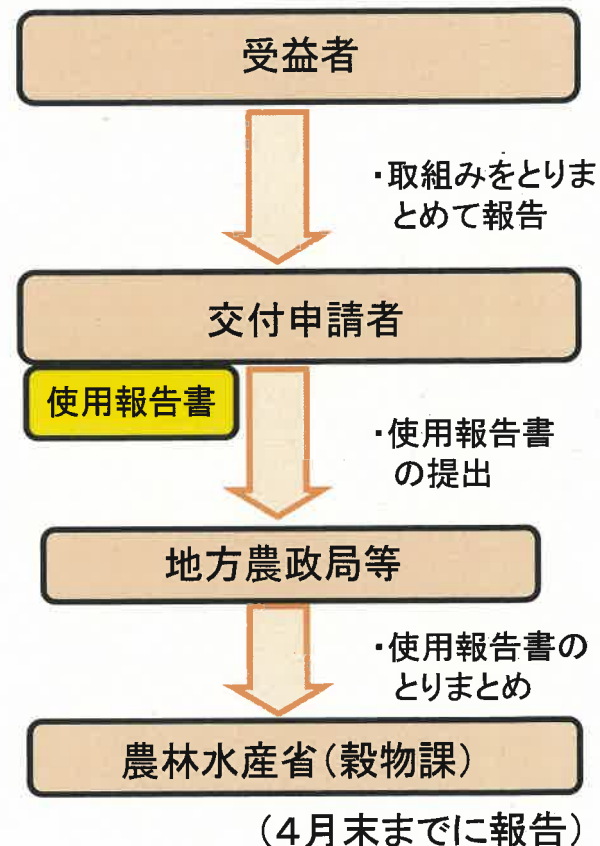 受益者
・取組みをとりま
とめて報告
交付申請者
使用報告書
・使用報告書
の提出
地方農政局等
・使用報告書の
とりまとめ
農林水産省(穀物課)
(4月末までに報告)